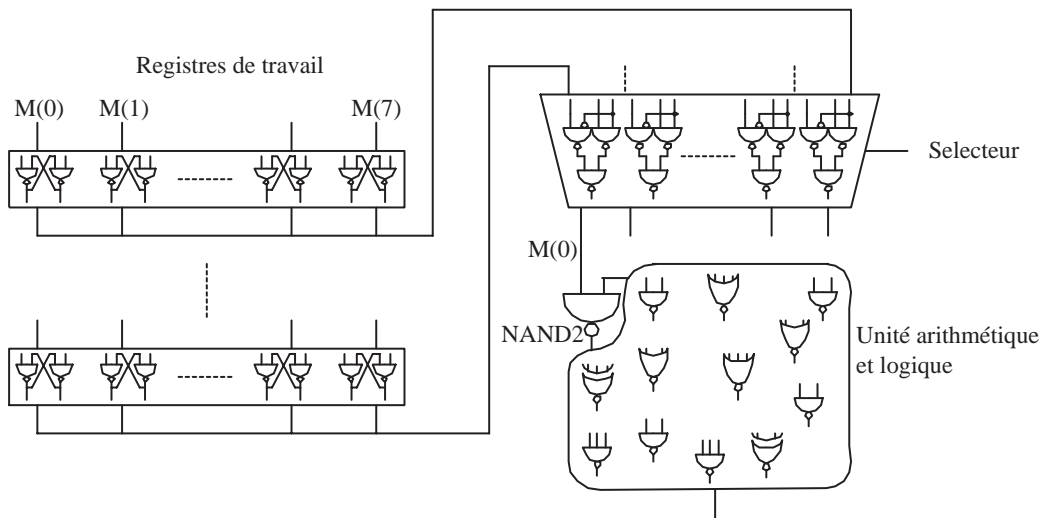 Registres de travail
M(0) M(1) M(7)
Selecteur
M(0)
NAND2
Unité arithmétique
et logique